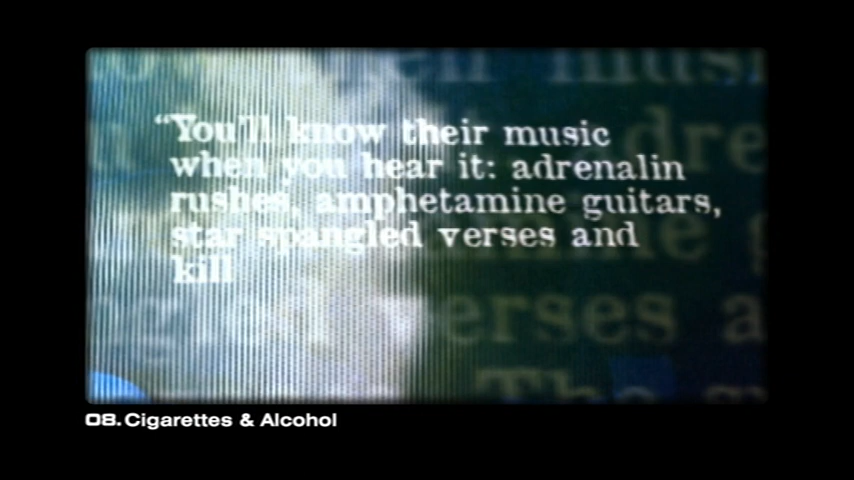 “You'll know their music
when you hear it: adrenalin
rushes, amphetamine guitars,
star spangled verses and
kill
08. Cigarettes & Alcohol